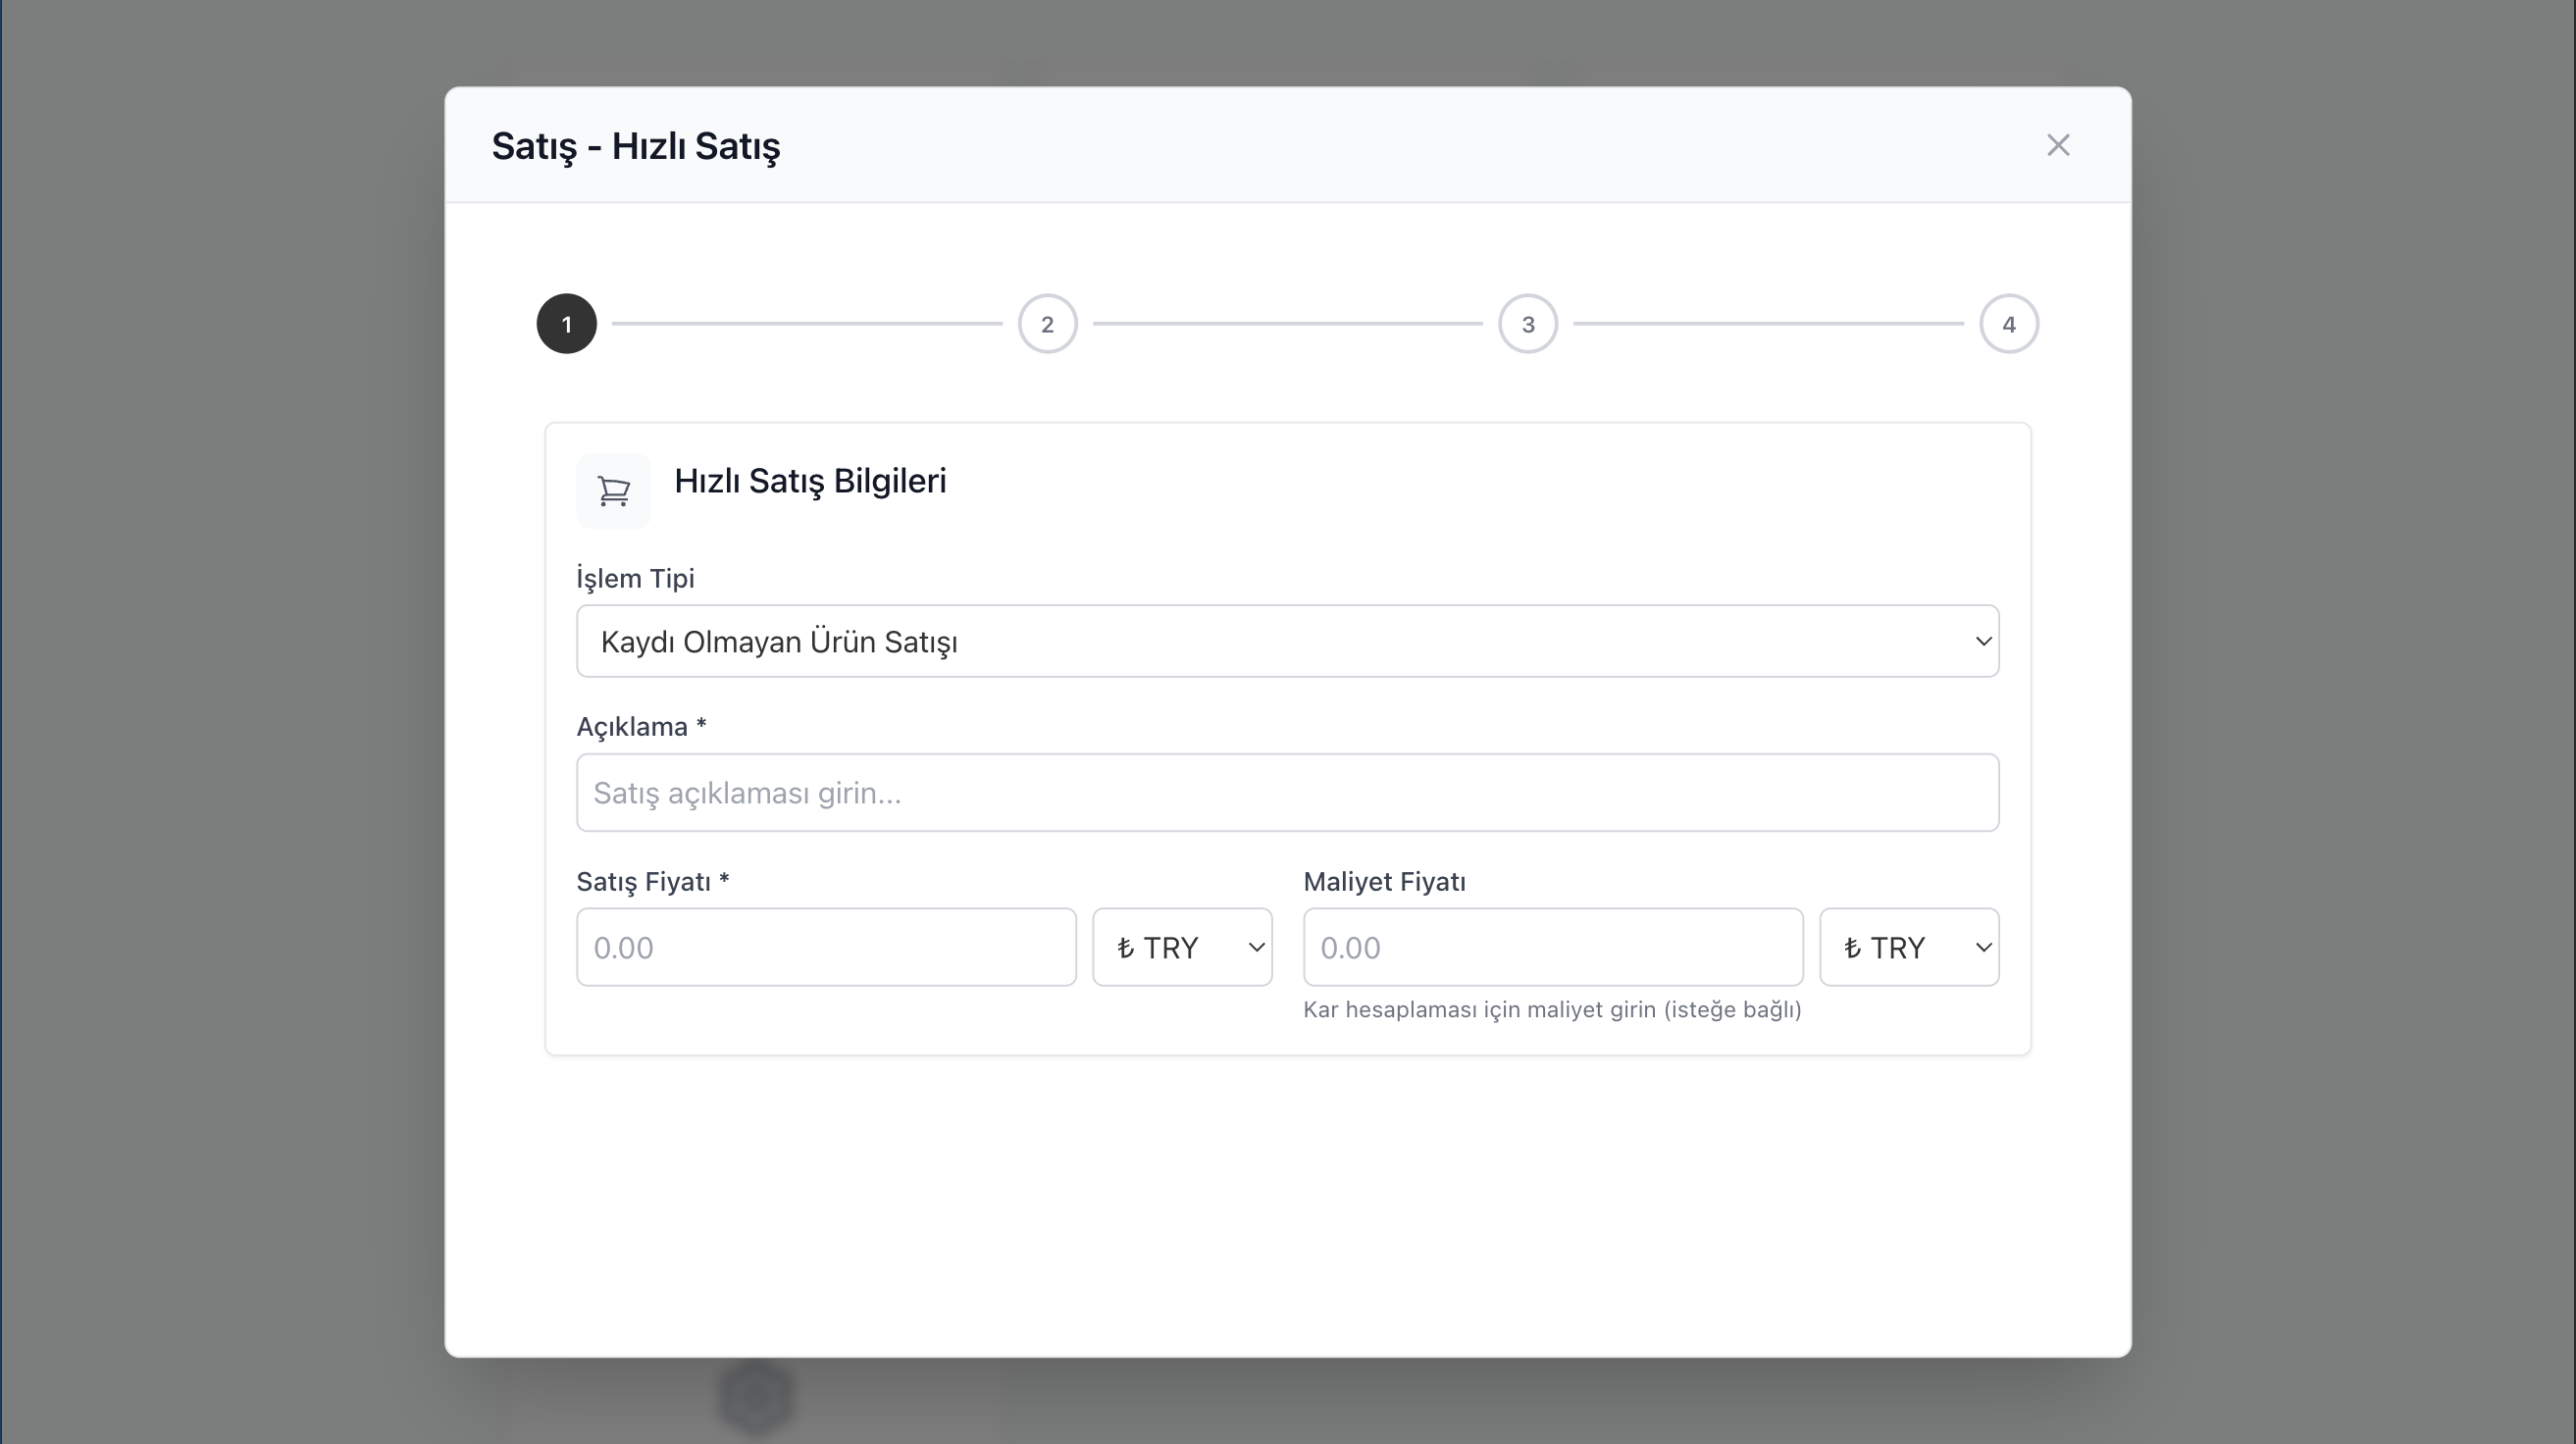 Satış - Hızlı Satış
1 2 3 4
Hızlı Satış Bilgileri
İşlem Tipi
Kaydı Olmayan Ürün Satışı
Açıklama *
Satış açıklaması girin...
Satış Fiyatı * Maliyet Fiyatı
0.00 ₺ TRY 0.00 ₺ TRY
Kar hesaplaması için maliyet girin (isteğe bağlı)